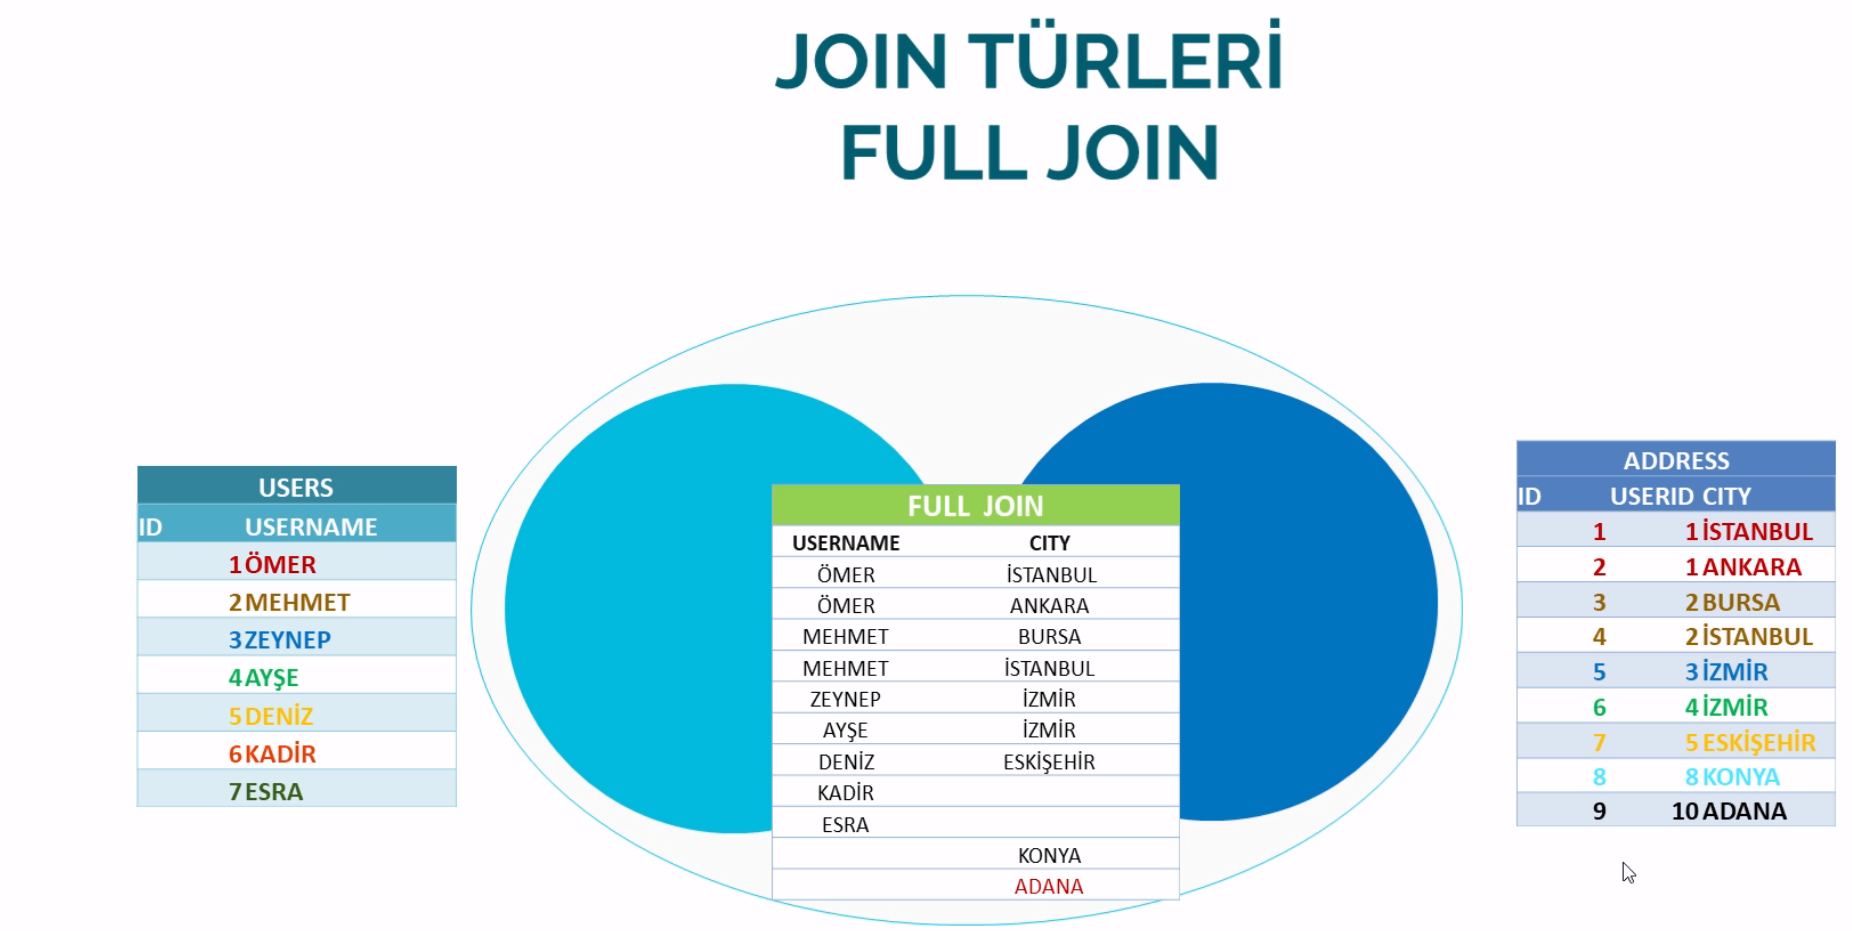 JOIN TÜRLERİ
FULL JOIN
USERS
ID USERNAME
1 ÖMER
2 MEHMET
3 ZEYNEP
4 AYŞE
5 DENİZ
6 KADİR
7 ESRA
FULL JOIN
USERNAME CITY
ÖMER İSTANBUL
ÖMER ANKARA
MEHMET BURSA
MEHMET İSTANBUL
ZEYNEP İZMİR
AYŞE İZMİR
DENİZ ESKİŞEHİR
KADİR
ESRA
KONYA
ADANA
ADDRESS
ID USERID CITY
1 1 İSTANBUL
2 1 ANKARA
3 2 BURSA
4 2 İSTANBUL
5 3 İZMİR
6 4 İZMİR
7 5 ESKİŞEHİR
8 8 KONYA
9 10 ADANA